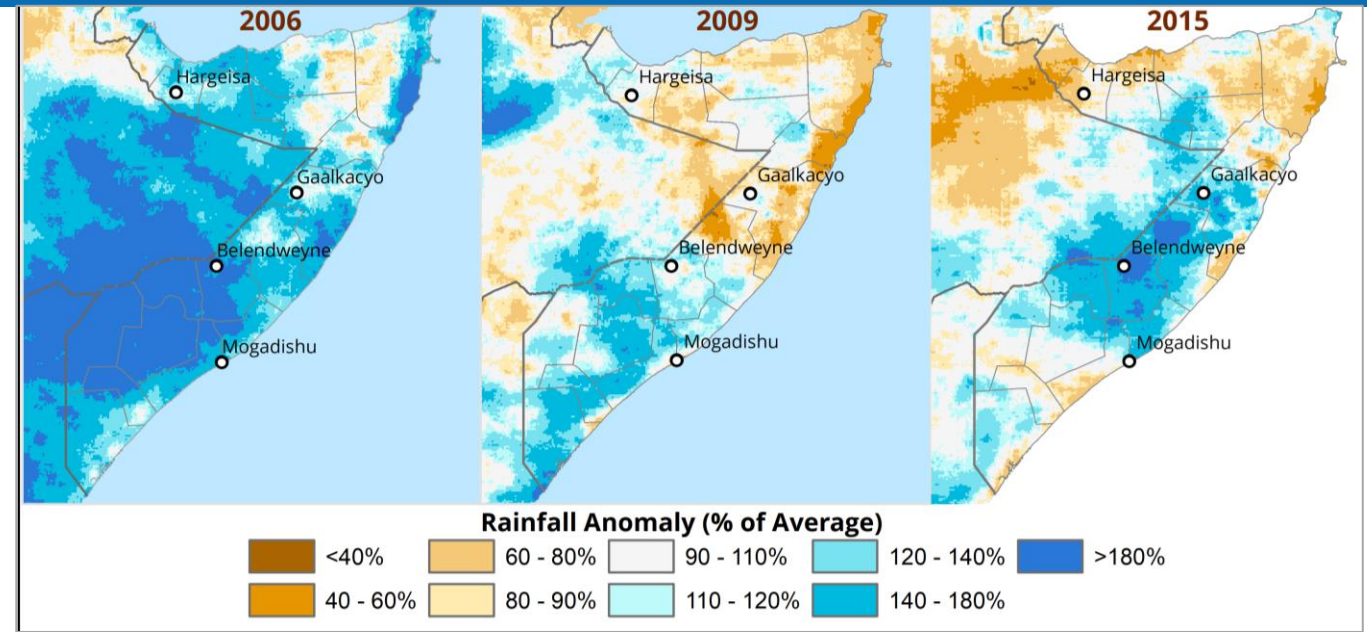 2006
Hargeisa
Gaalkacyo
Belendweyne
Mogadishu
2009
Hargeisa
Gaalkacyo
Belendweyne
Mogadishu
2015
Hargeisa
Gaalkacyo
Belendweyne
Mogadishu
Rainfall Anomaly (% of Average)
<40% 60 - 80% 90 - 110% 120 - 140% >180%
40 - 60% 80 - 90% 110 - 120% 140 - 180%